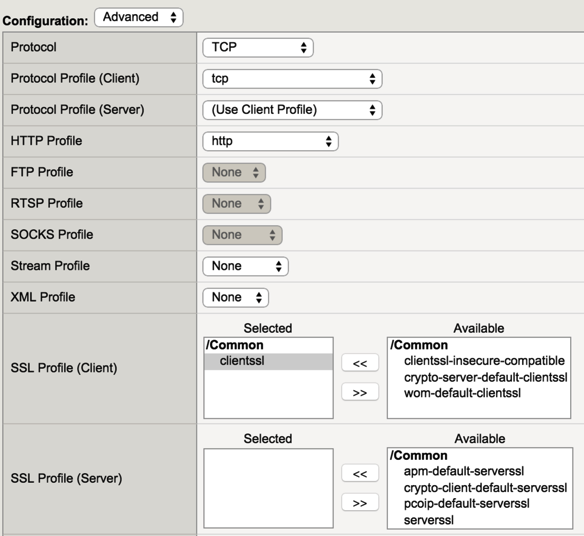 Configuration: Advanced
Protocol TCP
Protocol Profile (Client) tcp
Protocol Profile (Server) (Use Client Profile)
HTTP Profile http
FTP Profile None
RTSP Profile None
SOCKS Profile None
Stream Profile None
XML Profile None
SSL Profile (Client)
Selected
/Common
clientssl
<<
>>
Available
/Common
clientssl-insecure-compatible
crypto-server-default-clientssl
wom-default-clientssl
SSL Profile (Server)
Selected
<<
>>
Available
/Common
apm-default-serverssl
crypto-client-default-serverssl
pcoip-default-serverssl
serverssl